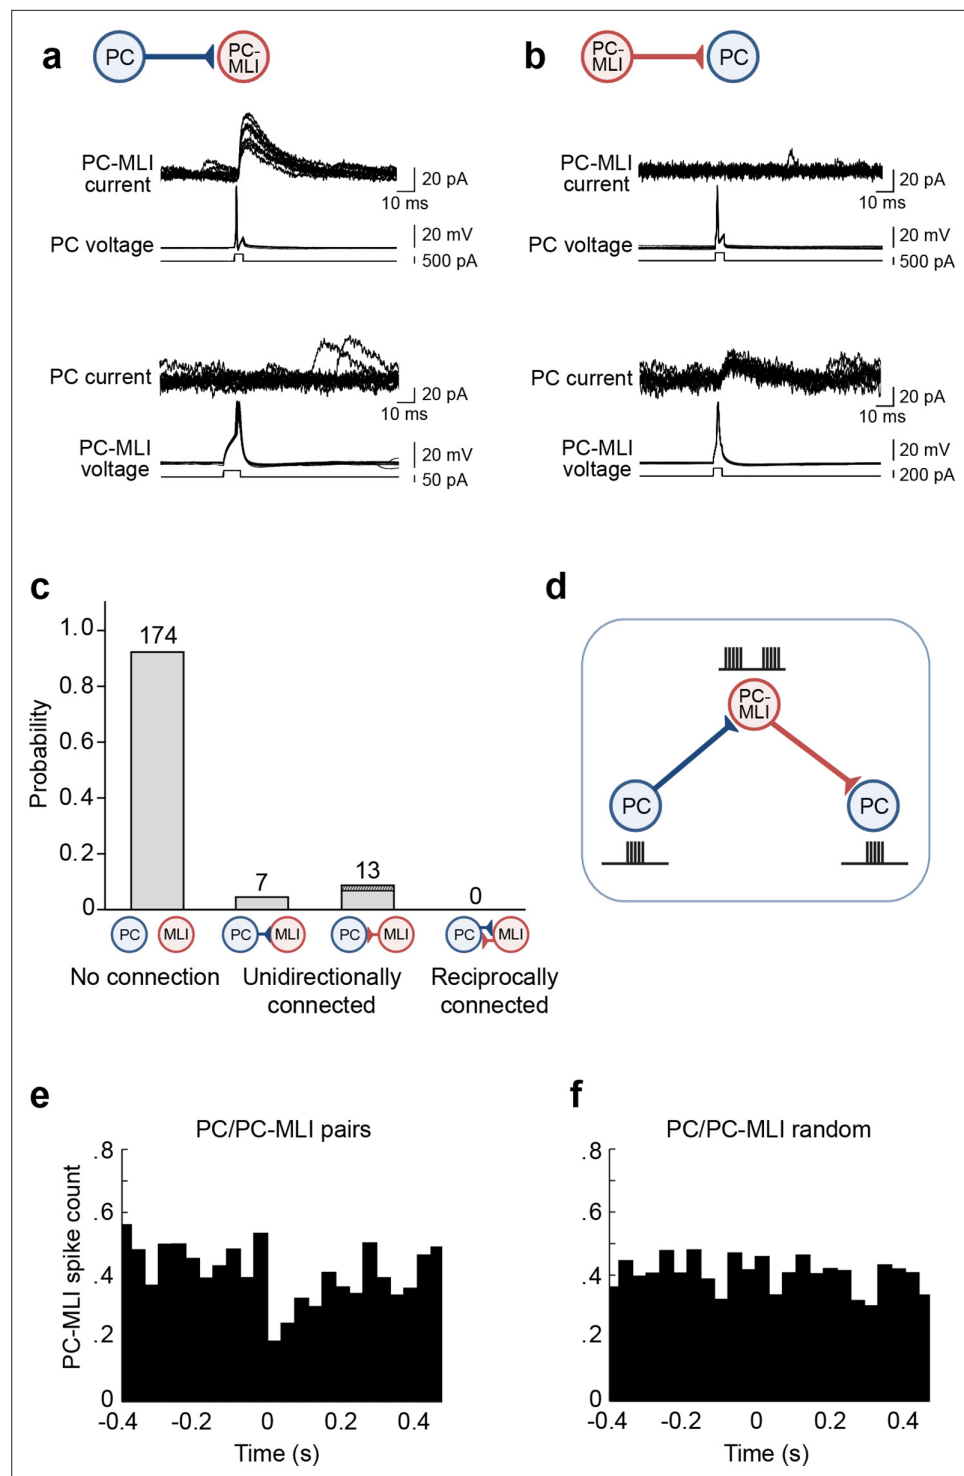 a
PC
PC-
MLI
PC-MLI
current
20 pA
10 ms
PC voltage
20 mV
500 pA
PC current
20 pA
10 ms
PC-MLI
voltage
20 mV
50 pA
b
PC-
MLI
PC
PC-MLI
current
20 pA
10 ms
PC voltage
20 mV
500 pA
PC current
20 pA
10 ms
PC-MLI
voltage
20 mV
200 pA
c
Probability
1.0
0.8
0.6
0.4
0.2
0
174
7
13
0
PC MLI
PC MLI
PC MLI
PC MLI
No connection
Unidirectionally
connected
Reciprocally
connected
d
PC-
MLI
PC
PC
e
PC/PC-MLI pairs
PC-MLI spike count
.8
.6
.4
.2
0
-0.4 -0.2 0 0.2 0.4
Time (s)
f
PC/PC-MLI random
.8
.6
.4
.2
0
-0.4 -0.2 0 0.2 0.4
Time (s)